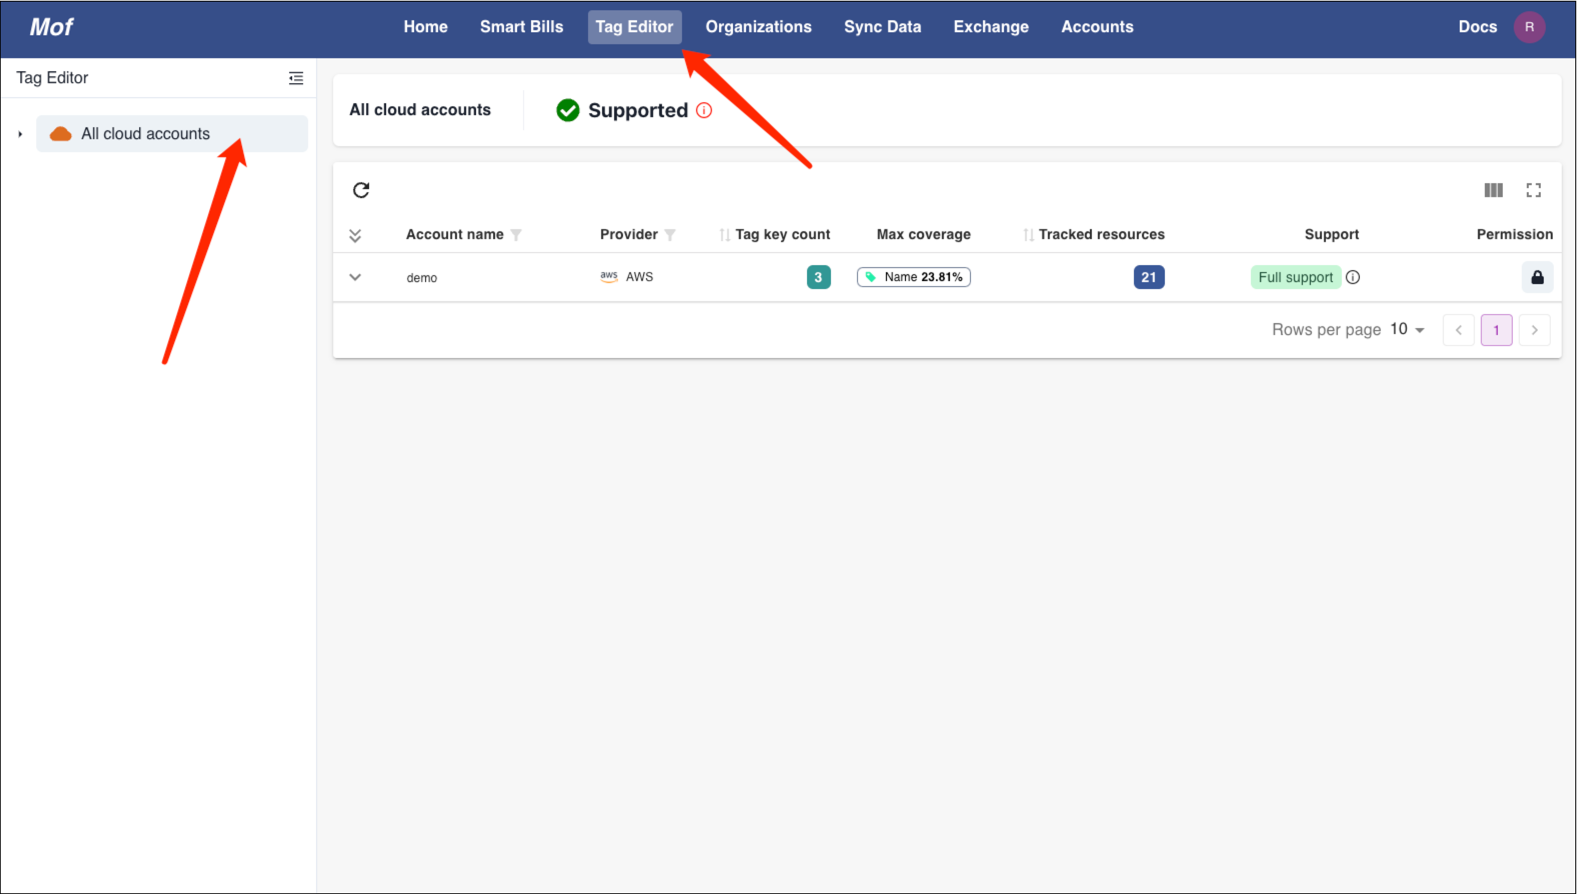 Mof
Home Smart Bills Tag Editor Organizations Sync Data Exchange Accounts Docs R
Tag Editor
All cloud accounts
All cloud accounts Supported
Account name Provider Tag key count Max coverage Tracked resources Support Permission
demo aws AWS 3 Name 23.81% 21 Full support
Rows per page 10 1